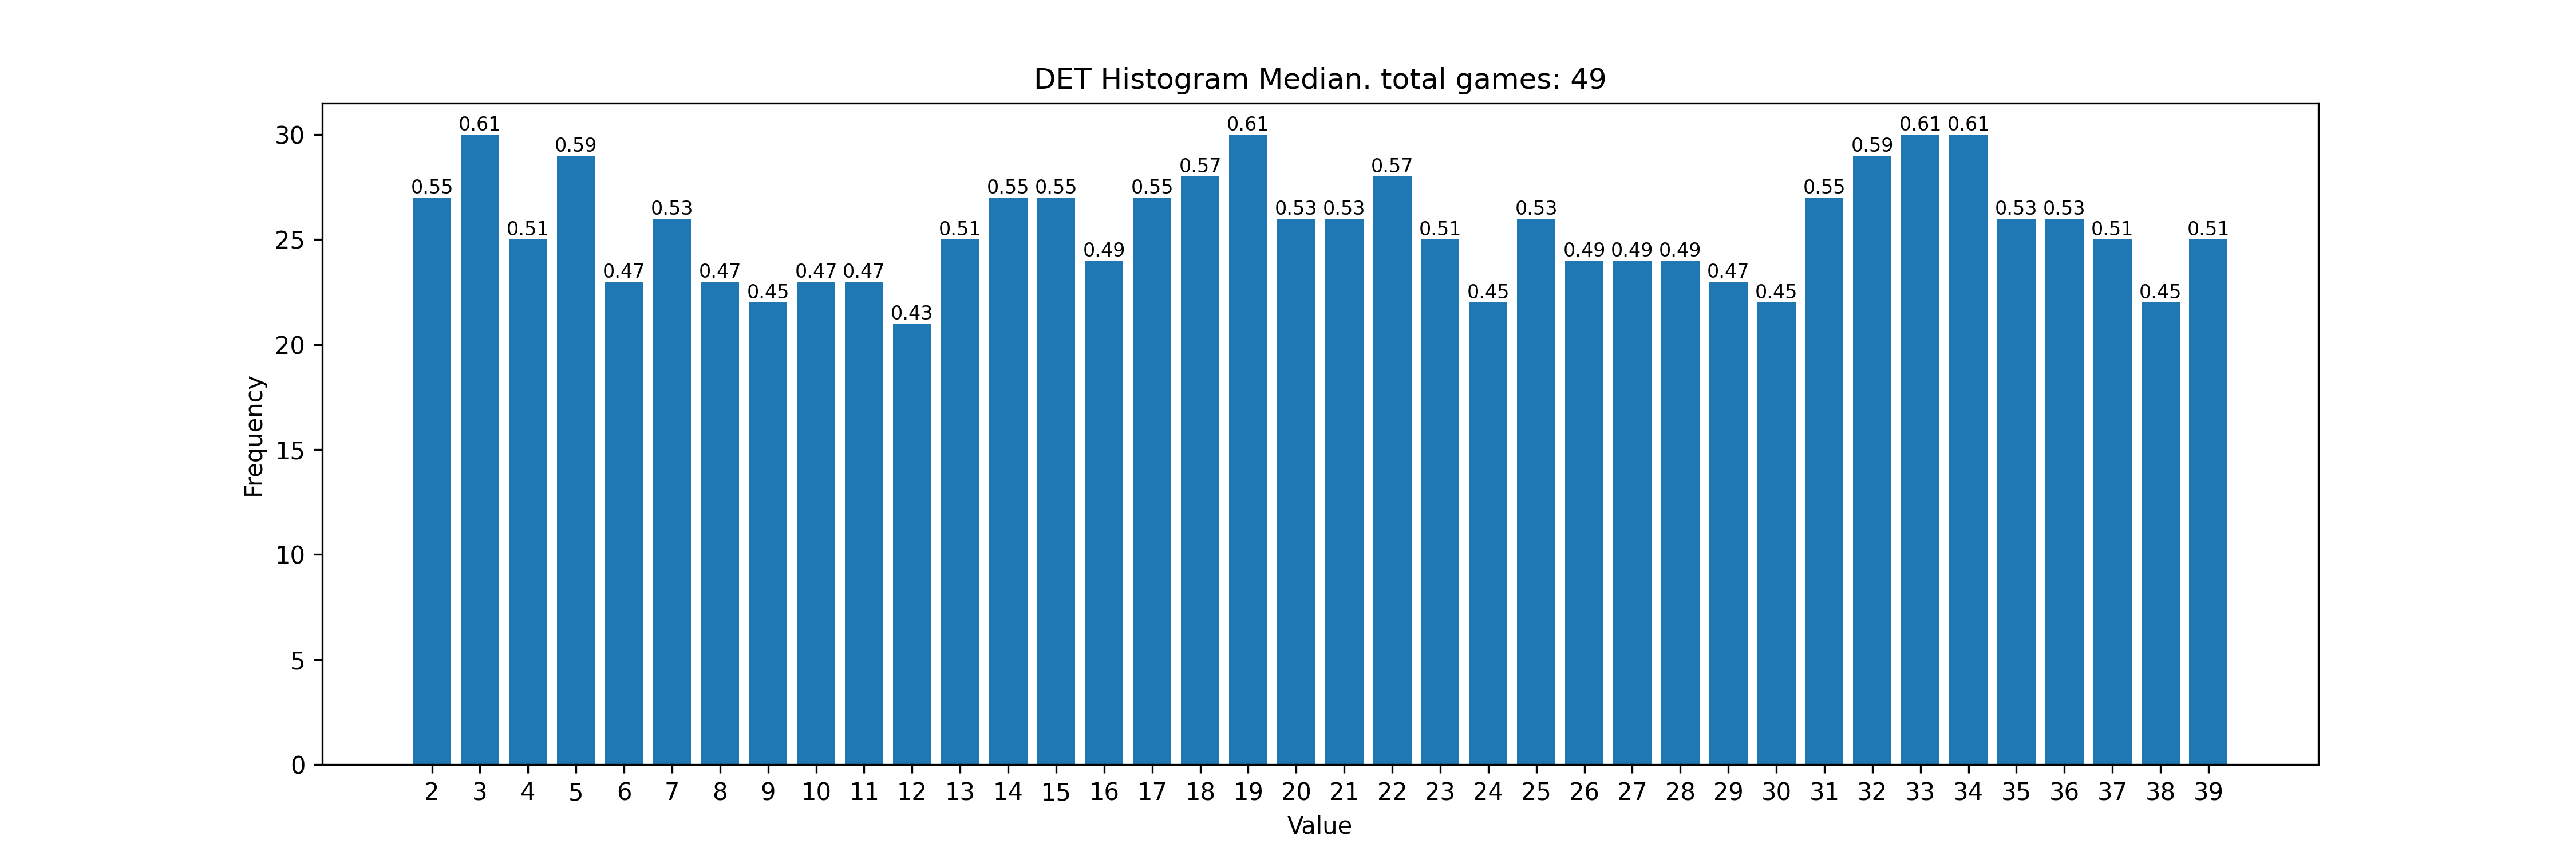 DET Histogram Median. total games: 49
30
25
20
15
10
5
0
Frequency
0.55 0.61 0.51 0.59 0.47 0.53 0.47 0.45 0.47 0.47 0.43 0.51 0.55 0.55 0.49 0.55 0.57 0.61 0.53 0.53 0.57 0.51 0.45 0.53 0.49 0.49 0.49 0.47 0.45 0.55 0.59 0.61 0.61 0.53 0.53 0.51 0.45 0.51
2 3 4 5 6 7 8 9 10 11 12 13 14 15 16 17 18 19 20 21 22 23 24 25 26 27 28 29 30 31 32 33 34 35 36 37 38 39
Value